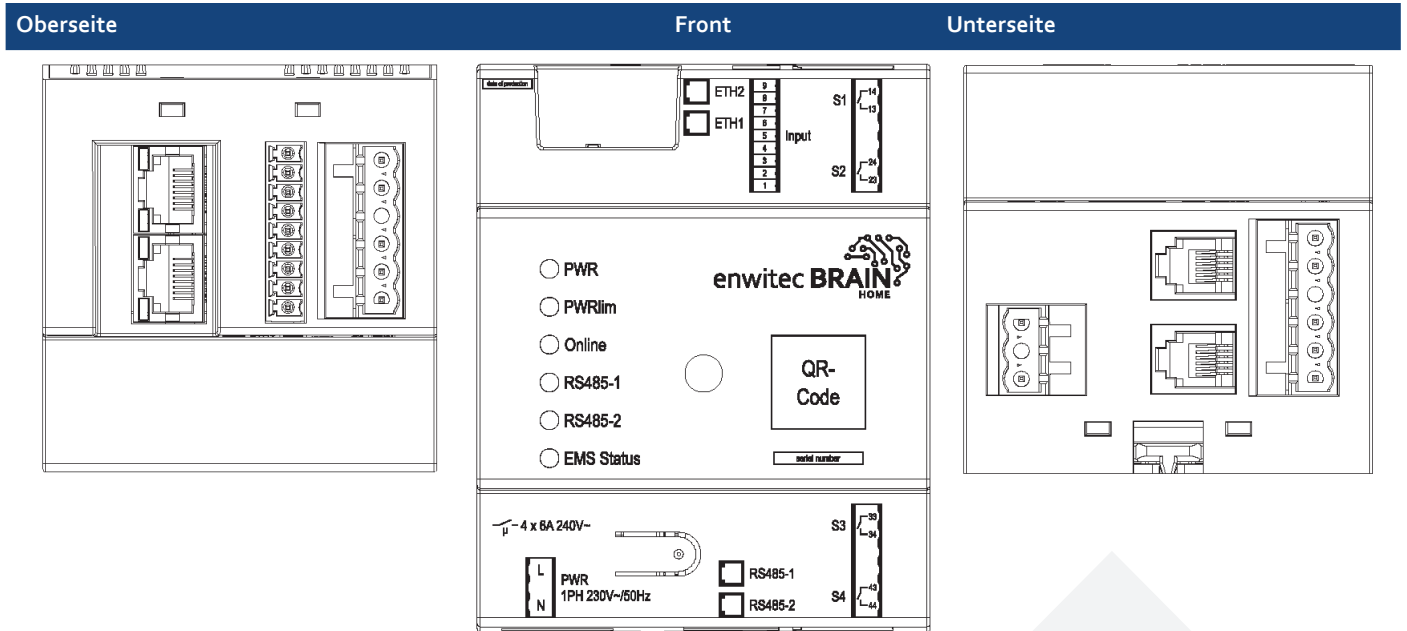 Oberseite
Front
Unterseite
date of production
ETH2
ETH1
9
8
7
6
5
4
3
2
1
Input
S1
14
13
S2
24
23
PWR
PWRlim
Online
RS485-1
RS485-2
EMS Status
enwitec BRAIN
HOME
QR-
Code
serial number
µ
4 x 6A 240V~
L
N
PWR
1PH 230V~/50Hz
RS485-1
RS485-2
S3
33
34
S4
43
44